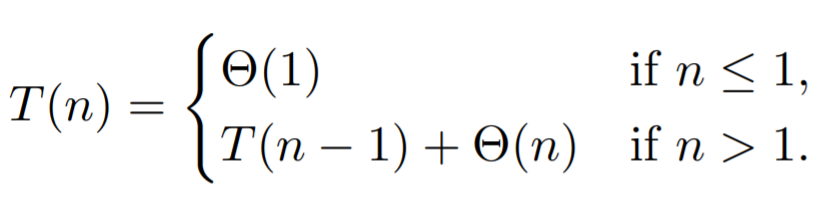 T(n) = { Θ(1) if n ≤ 1,
T(n − 1) + Θ(n) if n > 1.